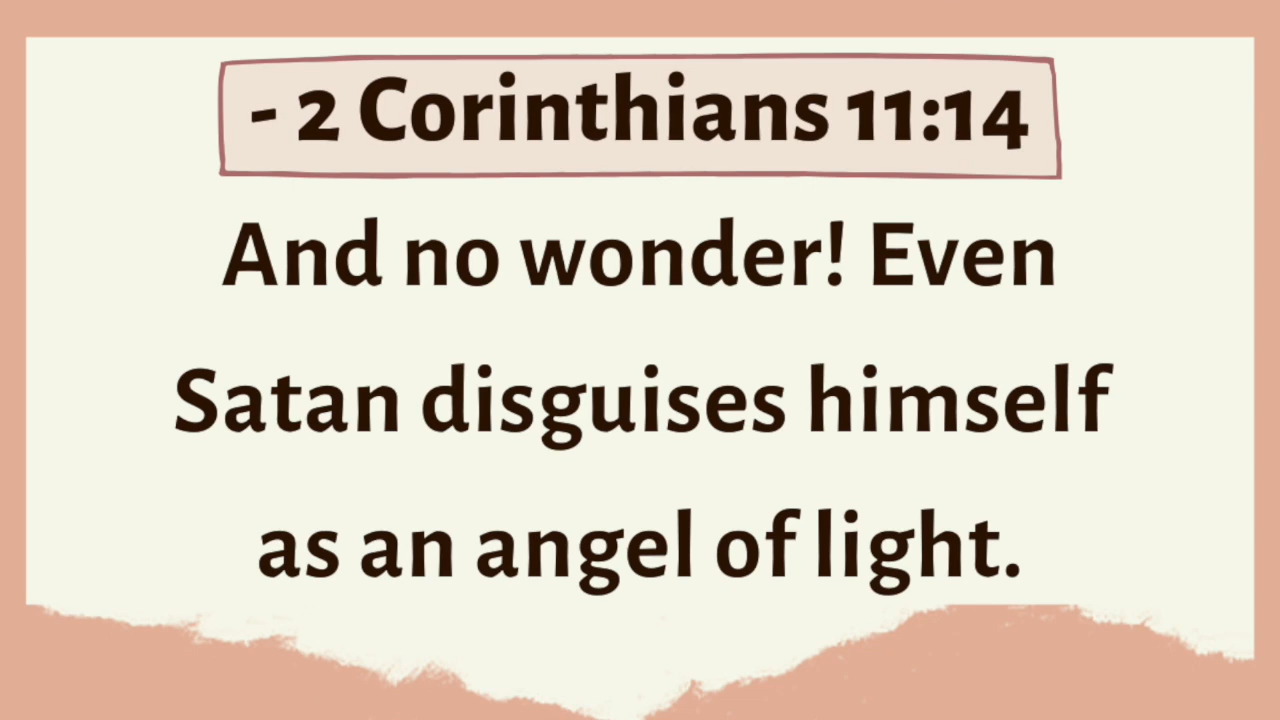 - 2 Corinthians 11:14
And no wonder! Even
Satan disguises himself
as an angel of light.